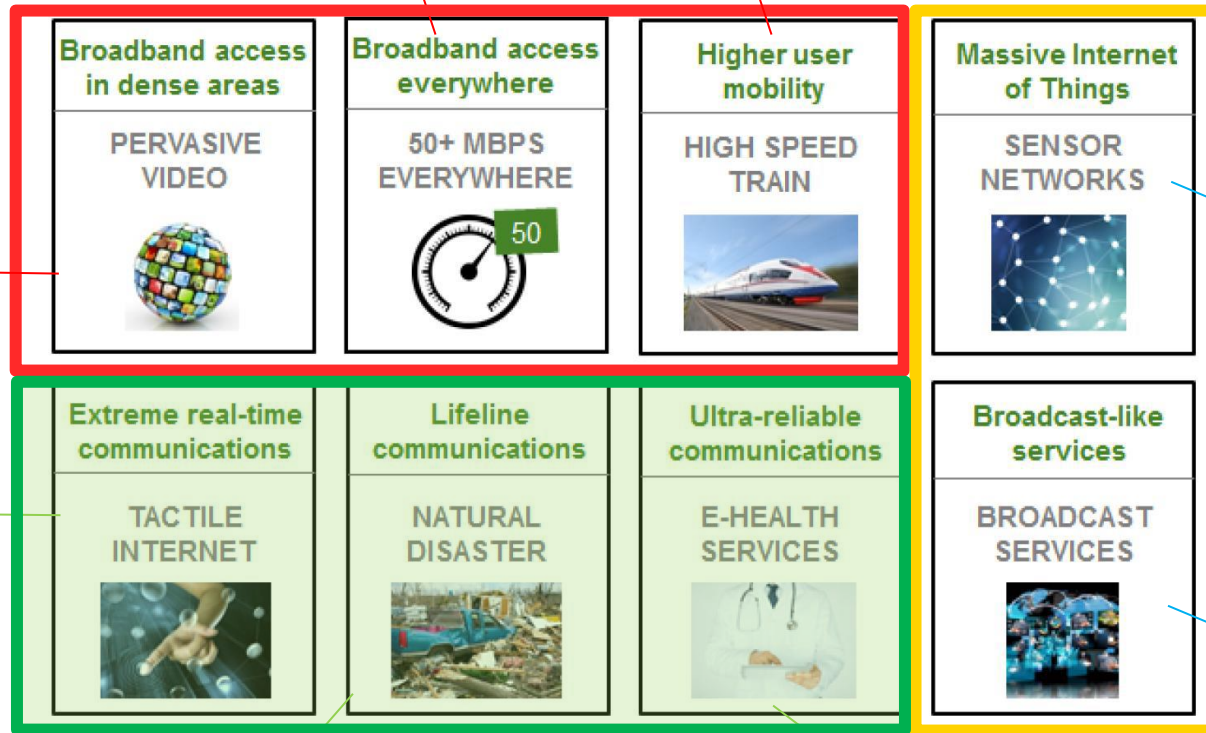 Broadband access
in dense areas
PERVASIVE
VIDEO
Broadband access
everywhere
50+ MBPS
EVERYWHERE
50
Higher user
mobility
HIGH SPEED
TRAIN
Massive Internet
of Things
SENSOR
NETWORKS
Extreme real-time
communications
TACTILE
INTERNET
Lifeline
communications
NATURAL
DISASTER
Ultra-reliable
communications
E-HEALTH
SERVICES
Broadcast-like
services
BROADCAST
SERVICES